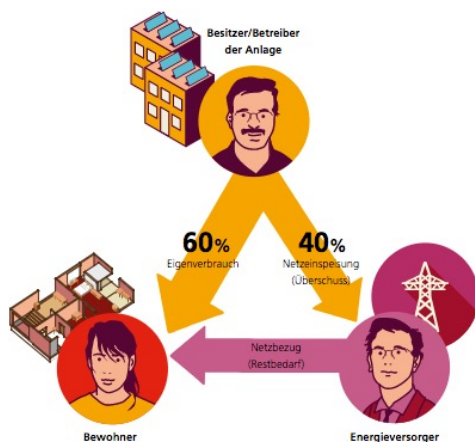 Besitzer/Betreiber
der Anlage
60%
Eigenverbrauch
40%
Netzeinspeisung
(Überschuss)
Netzbezug
(Restbedarf)
Bewohner
Energieversorger